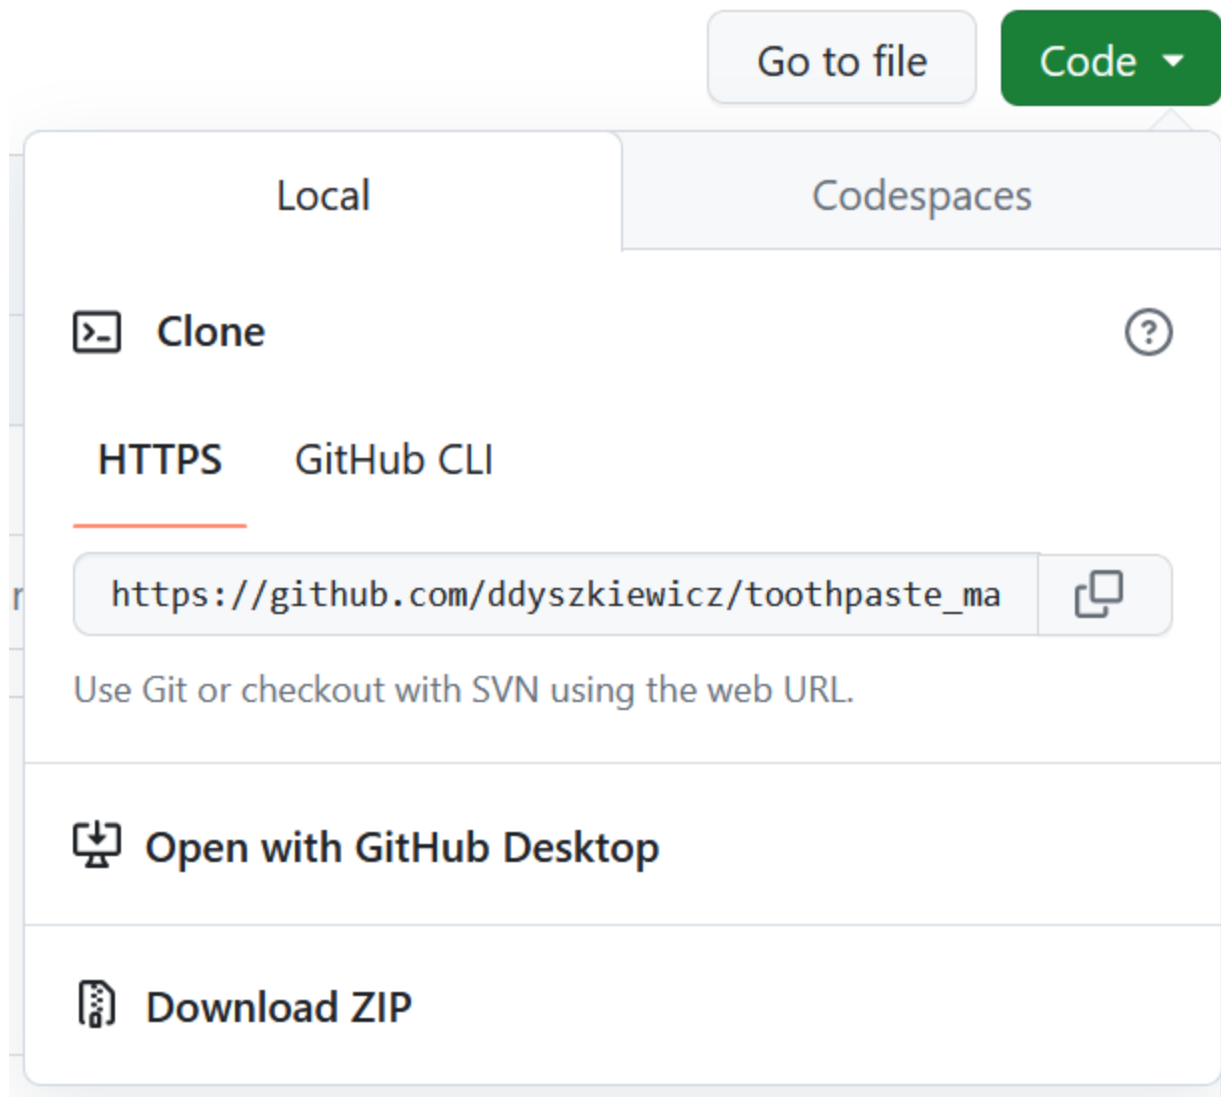 Go to file
Code
Local
Codespaces
Clone
HTTPS
GitHub CLI
https://github.com/ddyszkiewicz/toothpaste_ma
Use Git or checkout with SVN using the web URL.
Open with GitHub Desktop
Download ZIP